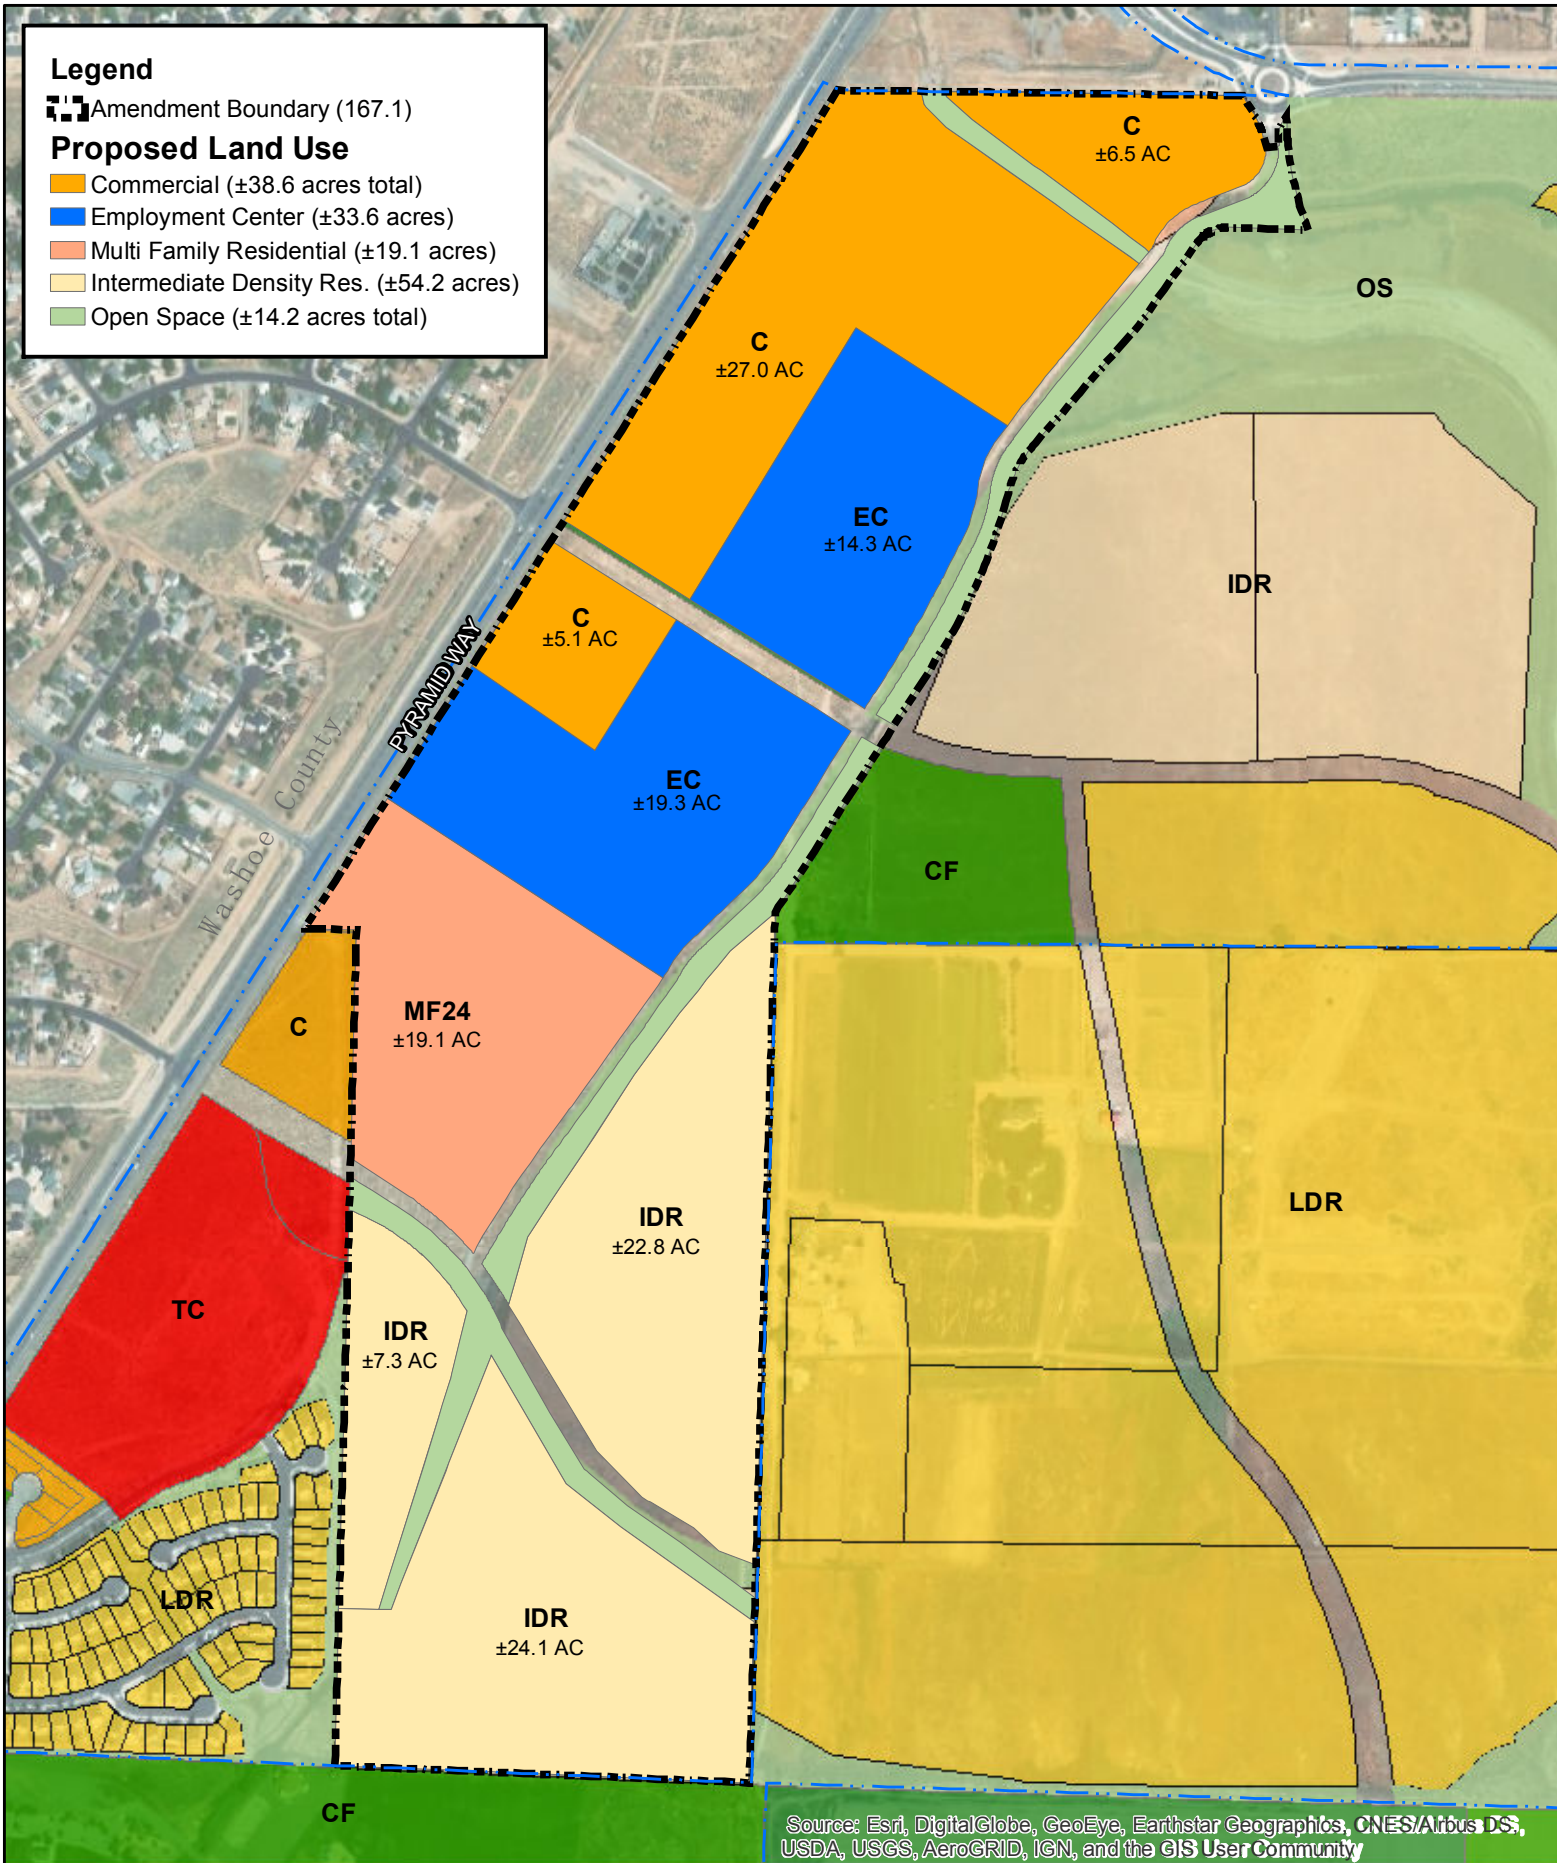 Legend
Amendment Boundary (167.1)
Proposed Land Use
Commercial (±38.6 acres total)
Employment Center (±33.6 acres)
Multi Family Residential (±19.1 acres)
Intermediate Density Res. (±54.2 acres)
Open Space (±14.2 acres total)
C
±6.5 AC
OS
C
±27.0 AC
EC
±14.3 AC
IDR
C
±5.1 AC
PYRAMID WAY
Washoe County
EC
±19.3 AC
CF
MF24
±19.1 AC
C
LDR
IDR
±22.8 AC
TC
IDR
±7.3 AC
LDR
IDR
±24.1 AC
CF
Source: Esri, DigitalGlobe, GeoEye, Earthstar Geographics, CNES/Airbus DS,
USDA, USGS, AeroGRID, IGN, and the GIS User Community